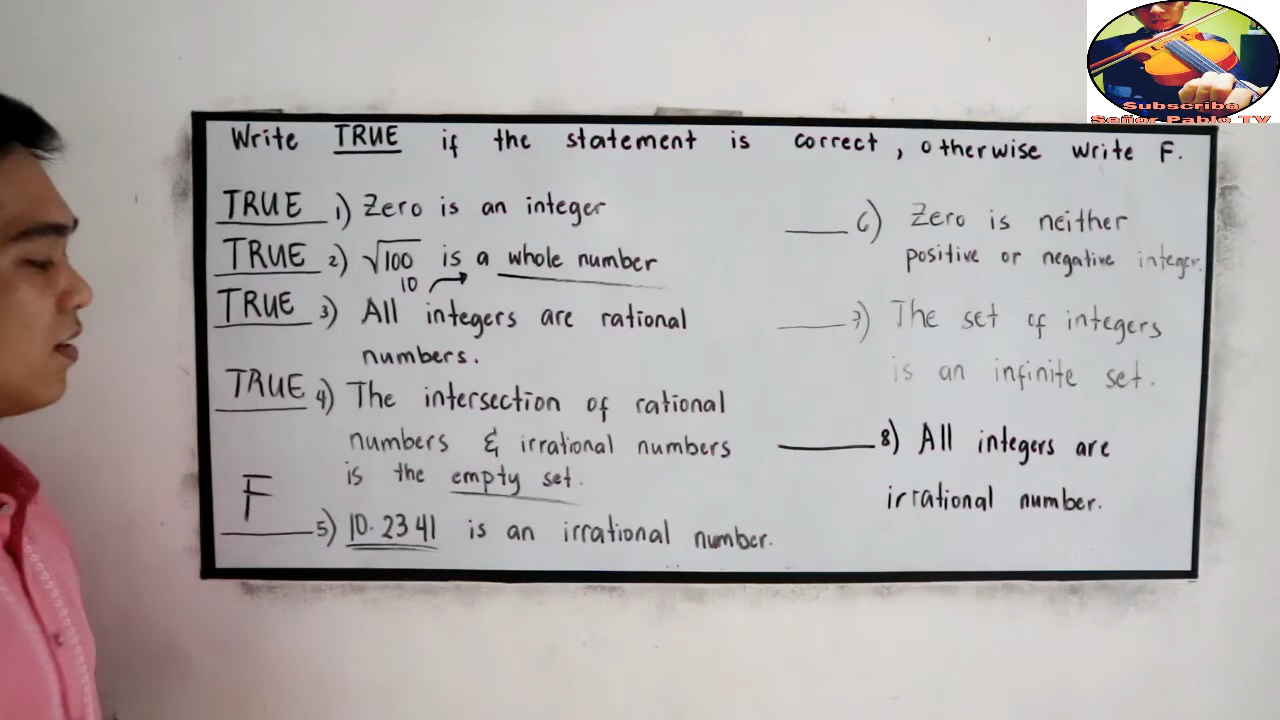 Subscribe
Señor Pablo TV
Write TRUE if the statement is correct, otherwise write F.
TRUE 1) Zero is an integer
TRUE 2) √100 is a whole number
10
TRUE 3) All integers are rational
numbers.
TRUE 4) The intersection of rational
numbers & irrational numbers
is the empty set.
F 5) 10.2341 is an irrational number.
6) Zero is neither
positive or negative integer.
7) The set of integers
is an infinite set.
8) All integers are
irrational number.